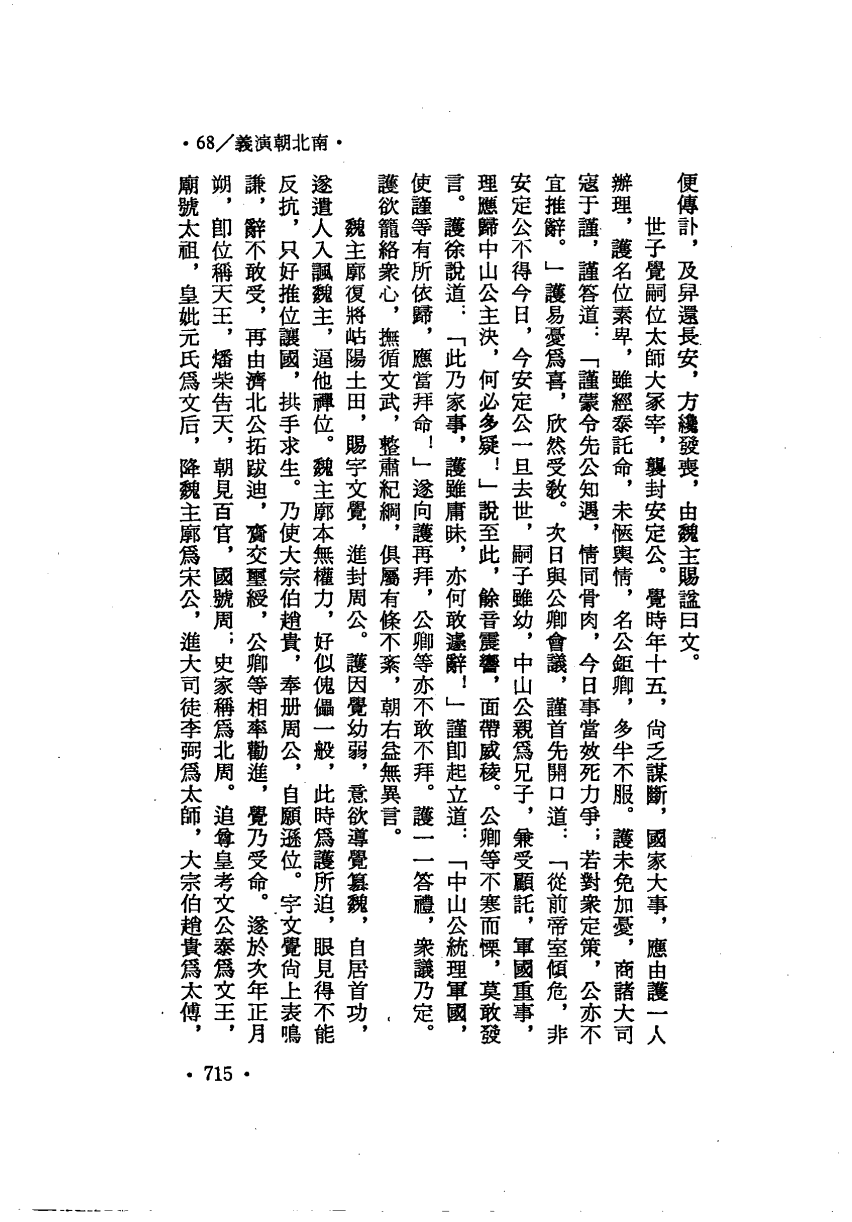 ·68／義演朝北南·
便傳訃，及舁還長安，方纔發喪，由魏主賜諡曰文。
世子覺嗣位太師大冢宰，襲封安定公。覺時年十五，尙乏謀斷，國家大事，應由護一人
辦理，護名位素卑，雖經泰託命，未愜輿情，名公鉅卿，多半不服。護未免加憂，商諸大司
寇于謹，謹答道：「謹蒙令先公知遇，情同骨肉，今日事當效死力爭；若對衆定策，公亦不
宜推辭。」護易憂爲喜，欣然受敎。次日與公卿會議，謹首先開口道：「從前帝室傾危，非
安定公不得今日，今安定公一旦去世，嗣子雖幼，中山公親爲兄子，兼受顧託，軍國重事，
理應歸中山公主決，何必多疑！」說至此，餘音震響，面帶威稜。公卿等不寒而慄，莫敢發
言。護徐說道：「此乃家事，護雖庸昧，亦何敢遽辭！」謹卽起立道：「中山公統理軍國，
使謹等有所依歸，應當拜命！」遂向護再拜，公卿等亦不敢不拜。護一一答禮，衆議乃定。
護欲籠絡衆心，撫循文武，整肅紀綱，俱屬有條不紊，朝右益無異言。
魏主廓復將岵陽土田，賜宇文覺，進封周公。護因覺幼弱，意欲導覺篡魏，自居首功，
遂遣人入諷魏主，逼他禪位。魏主廓本無權力，好似傀儡一般，此時爲護所迫，眼見得不能
反抗，只好推位讓國，拱手求生。乃使大宗伯趙貴，奉册周公，自願遜位。宇文覺尙上表鳴
謙，辭不敢受，再由濟北公拓跋迪，齎交璽綬，公卿等相率勸進，覺乃受命。遂於次年正月
朔，卽位稱天王，燔柴告天，朝見百官，國號周；史家稱爲北周。追尊皇考文公泰爲文王，
廟號太祖，皇妣元氏爲文后，降魏主廓爲宋公，進大司徒李弼爲太師，大宗伯趙貴爲太傅，
·715·